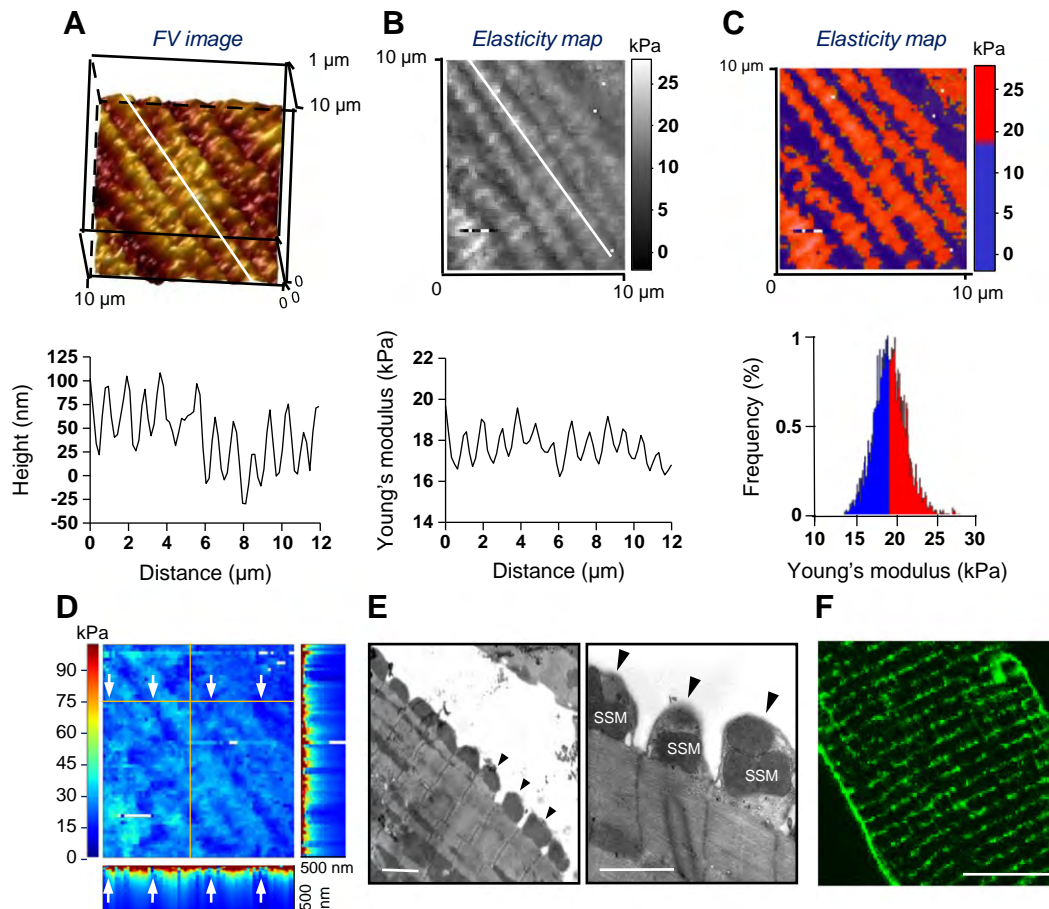 A
FV image
1 µm
10 µm
10 µm
0
0
0
B
Elasticity map
kPa
10 µm
25
20
10
5
0
0
10 µm
C
Elasticity map
kPa
10 µm
25
20
10
5
0
0
10 µm
Height (nm)
125
100
75
50
25
0
-25
-50
0 2 4 6 8 10 12
Distance (µm)
Young's modulus (kPa)
22
20
18
16
14
0 2 4 6 8 10 12
Distance (µm)
Frequency (%)
1
0.5
0
10 15 20 25 30
Young's modulus (kPa)
D
kPa
90
75
60
45
30
15
0
500 nm
500
nm
E
SSM
SSM
SSM
F